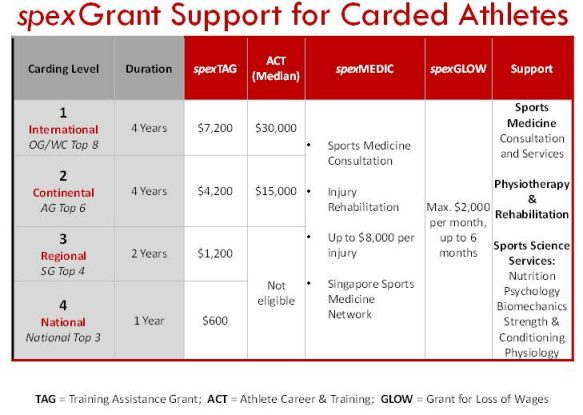 spexGrant Support for Carded Athletes
Carding Level
Duration
spexTAG
ACT
(Median)
spexMEDIC
spexGLOW
Support
1
International
OG/WC Top 8
4 Years
$7,200
$30,000
2
Continental
AG Top 6
4 Years
$4,200
$15,000
3
Regional
SG Top 4
2 Years
$1,200
4
National
National Top 3
1 Year
$600
Not
eligible
• Sports Medicine
Consultation
• Injury
Rehabilitation
• Up to $8,000 per
injury
• Singapore Sports
Medicine
Network
Max. $2,000
per month,
up to 6
months
Sports
Medicine
Consultation
and Services
Physiotherapy
&
Rehabilitation
Sports Science
Services:
Nutrition
Psychology
Biomechanics
Strength &
Conditioning
Physiology
TAG = Training Assistance Grant; ACT = Athlete Career & Training; GLOW = Grant for Loss of Wages